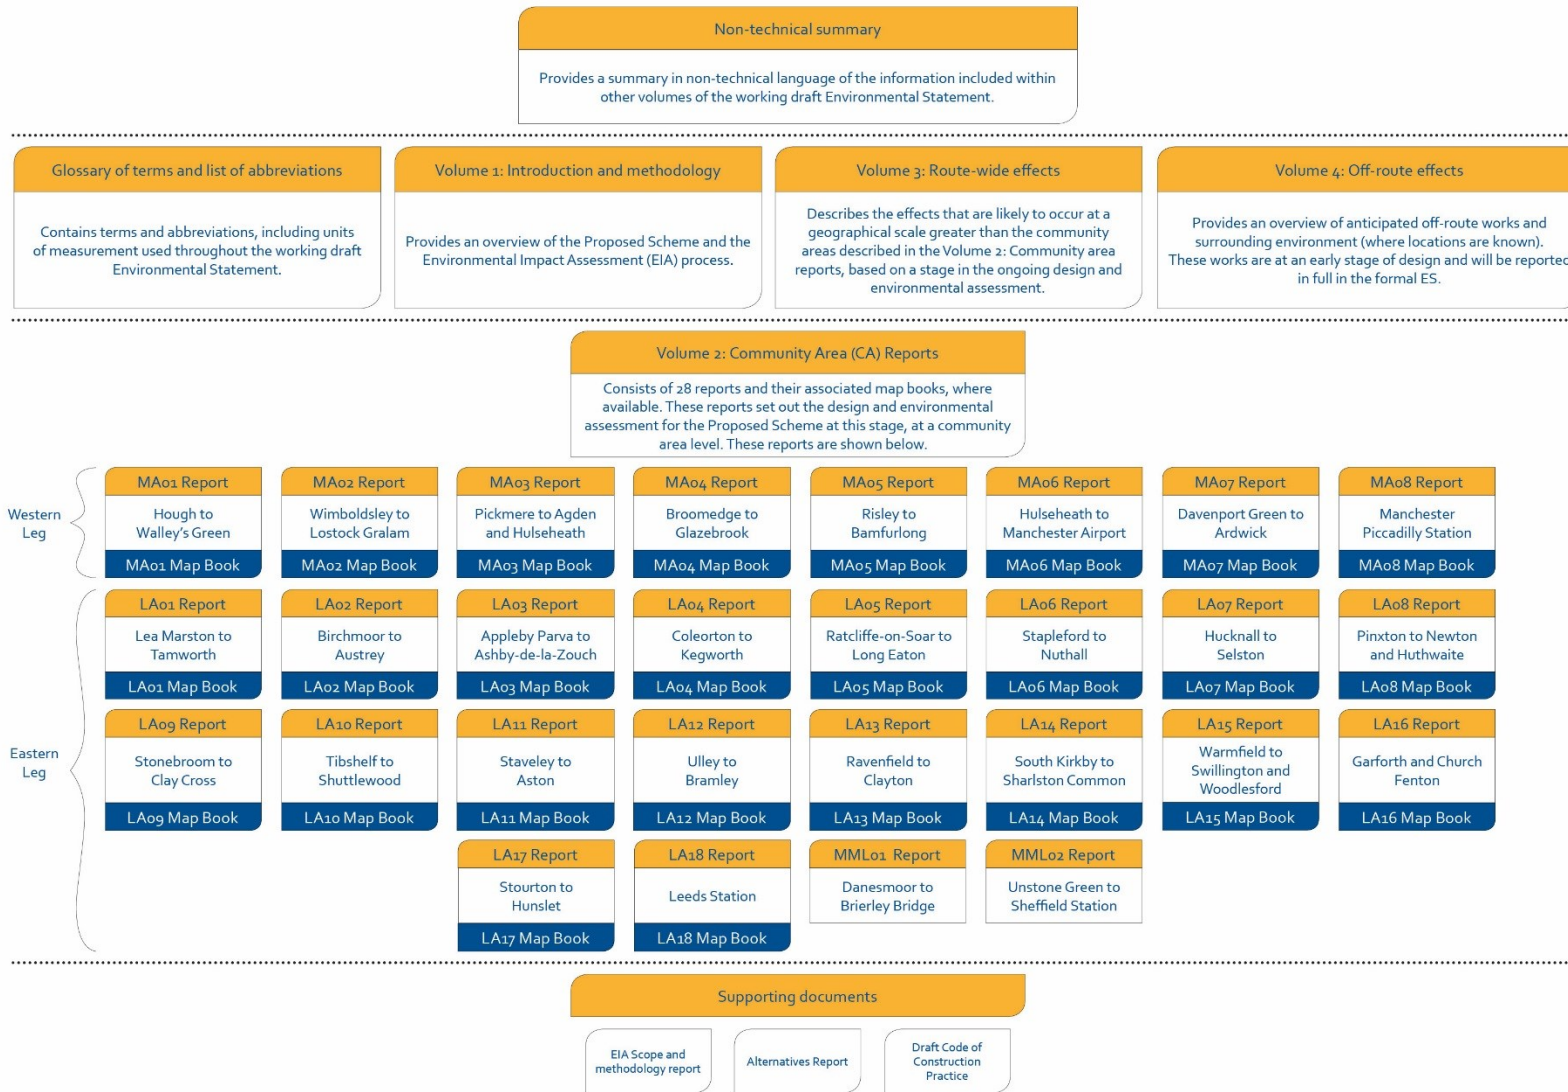 Non-technical summary
Provides a summary in non-technical language of the information included within
other volumes of the working draft Environmental Statement.
Glossary of terms and list of abbreviations
Contains terms and abbreviations, including units
of measurement used throughout the working draft
Environmental Statement.
Volume 1: Introduction and methodology
Provides an overview of the Proposed Scheme and the
Environmental Impact Assessment (EIA) process.
Volume 3: Route-wide effects
Describes the effects that are likely to occur at a
geographical scale greater than the community
areas described in the Volume 2: Community area
reports, based on a stage in the ongoing design and
environmental assessment.
Volume 4: Off-route effects
Provides an overview of anticipated off-route works and
surrounding environment (where locations are known).
These works are at an early stage of design and will be reported
in full in the formal ES.
Volume 2: Community Area (CA) Reports
Consists of 28 reports and their associated map books, where
available. These reports set out the design and environmental
assessment for the Proposed Scheme at this stage, at a community
area level. These reports are shown below.
Western
Leg
MA01 Report
Hough to
Walley's Green
MA01 Map Book
MA02 Report
Wimboldsley to
Lostock Gralam
MA02 Map Book
MA03 Report
Pickmere to Agden
and Hulseheath
MA03 Map Book
MA04 Report
Broomedge to
Glazebrook
MA04 Map Book
MA05 Report
Risley to
Bamfurlong
MA05 Map Book
MA06 Report
Hulseheath to
Manchester Airport
MA06 Map Book
MA07 Report
Davenport Green to
Ardwick
MA07 Map Book
MA08 Report
Manchester
Piccadilly Station
MA08 Map Book
Eastern
Leg
LA01 Report
Lea Marston to
Tamworth
LA01 Map Book
LA02 Report
Birchmoor to
Austrey
LA02 Map Book
LA03 Report
Appleby Parva to
Ashby-de-la-Zouch
LA03 Map Book
LA04 Report
Coleorton to
Kegworth
LA04 Map Book
LA05 Report
Ratcliffe-on-Soar to
Long Eaton
LA05 Map Book
LA06 Report
Stapleford to
Nuthall
LA06 Map Book
LA07 Report
Hucknall to
Selston
LA07 Map Book
LA08 Report
Pinxton to Newton
and Huthwaite
LA08 Map Book
LA09 Report
Stonebroom to
Clay Cross
LA09 Map Book
LA10 Report
Tibshelf to
Shuttlewood
LA10 Map Book
LA11 Report
Staveley to
Aston
LA11 Map Book
LA12 Report
Ulley to
Bramley
LA12 Map Book
LA13 Report
Ravenfield to
Clayton
LA13 Map Book
LA14 Report
South Kirkby to
Sharlston Common
LA14 Map Book
LA15 Report
Warmfield to
Swillington and
Woodlesford
LA15 Map Book
LA16 Report
Garforth and Church
Fenton
LA16 Map Book
LA17 Report
Stourton to
Hunslet
LA17 Map Book
LA18 Report
Leeds Station
LA18 Map Book
MML01 Report
Danesmoor to
Brierley Bridge
MML02 Report
Unstone Green to
Sheffield Station
Supporting documents
EIA Scope and
methodology report
Alternatives Report
Draft Code of
Construction
Practice